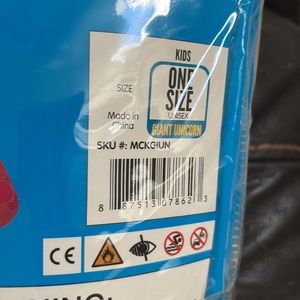 KIDS
SIZE
ONE
SIZE
UNISEX
Made in
China
GIANT UNICORN
SKU #: MCKGIUN
8 87513 07862 3
CE